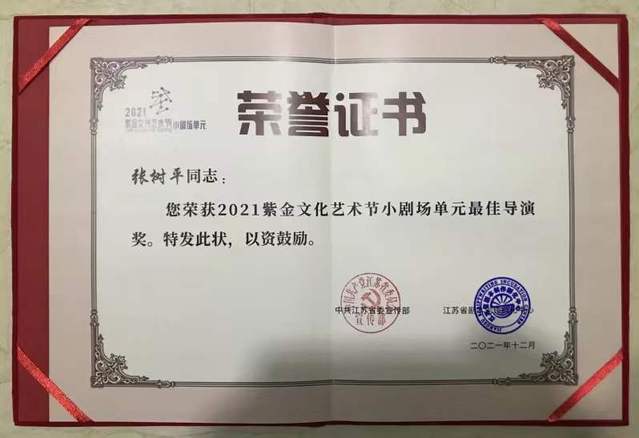 2021
紫金文化艺术节小剧场单元
荣誉证书
张树平同志：
您荣获2021紫金文化艺术节小剧场单元最佳导演
奖。特发此状，以资鼓励。
中共江苏省委宣传部
江苏省剧
心
二〇二一年十二月